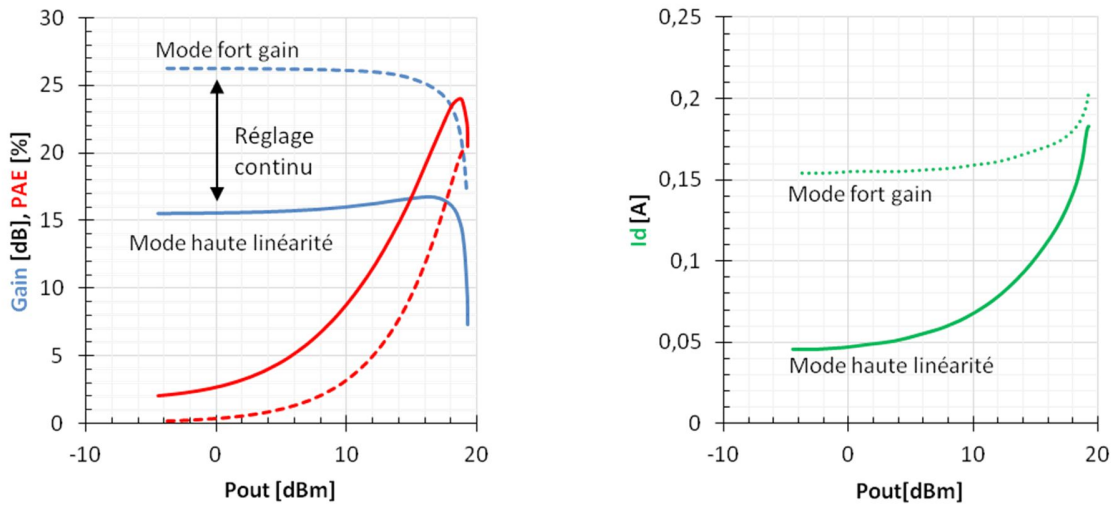 30
25
20
15
10
5
0
Gain [dB], PAE [%]
Mode fort gain
Réglage
continu
Mode haute linéarité
-10
0
10
20
Pout [dBm]
0,25
0,2
0,15
0,1
0,05
0
Id [A]
Mode fort gain
Mode haute linéarité
-10
0
10
20
Pout[dBm]